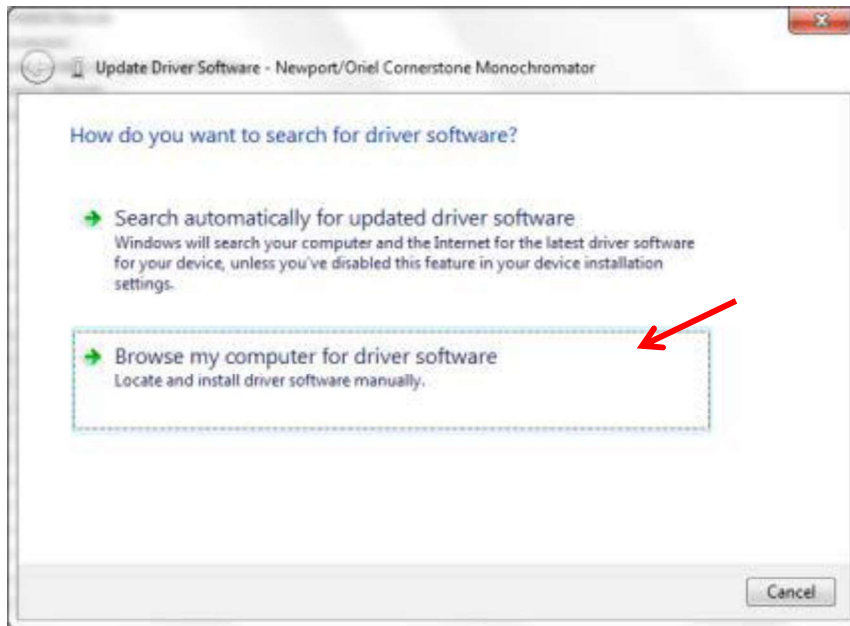 Update Driver Software - Newport/Oriel Cornerstone Monochromator
How do you want to search for driver software?
Search automatically for updated driver software
Windows will search your computer and the Internet for the latest driver software
for your device, unless you've disabled this feature in your device installation
settings.
Browse my computer for driver software
Locate and install driver software manually.
Cancel